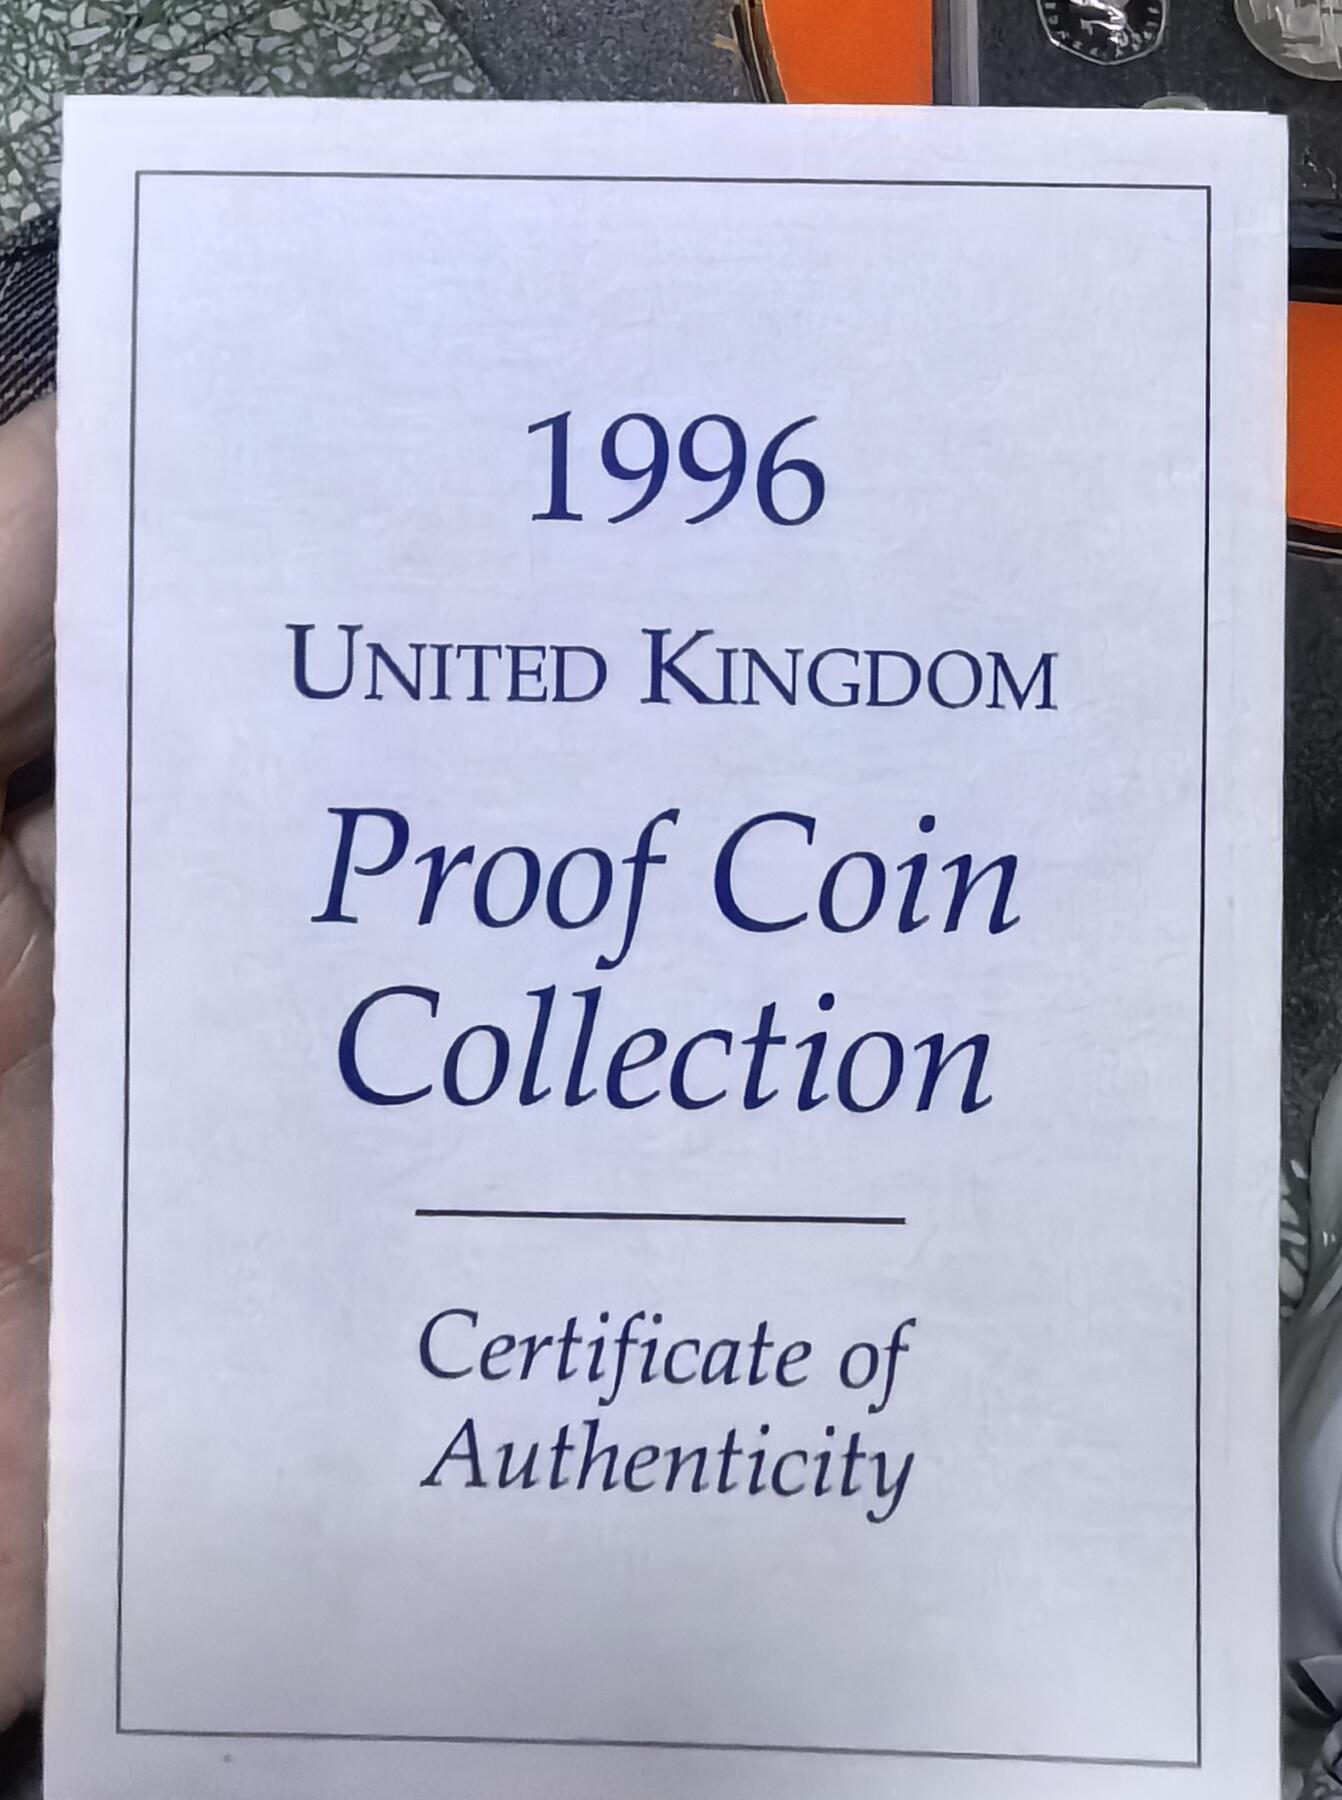 1996
UNITED KINGDOM
Proof Coin
Collection
Certificate of
Authenticity